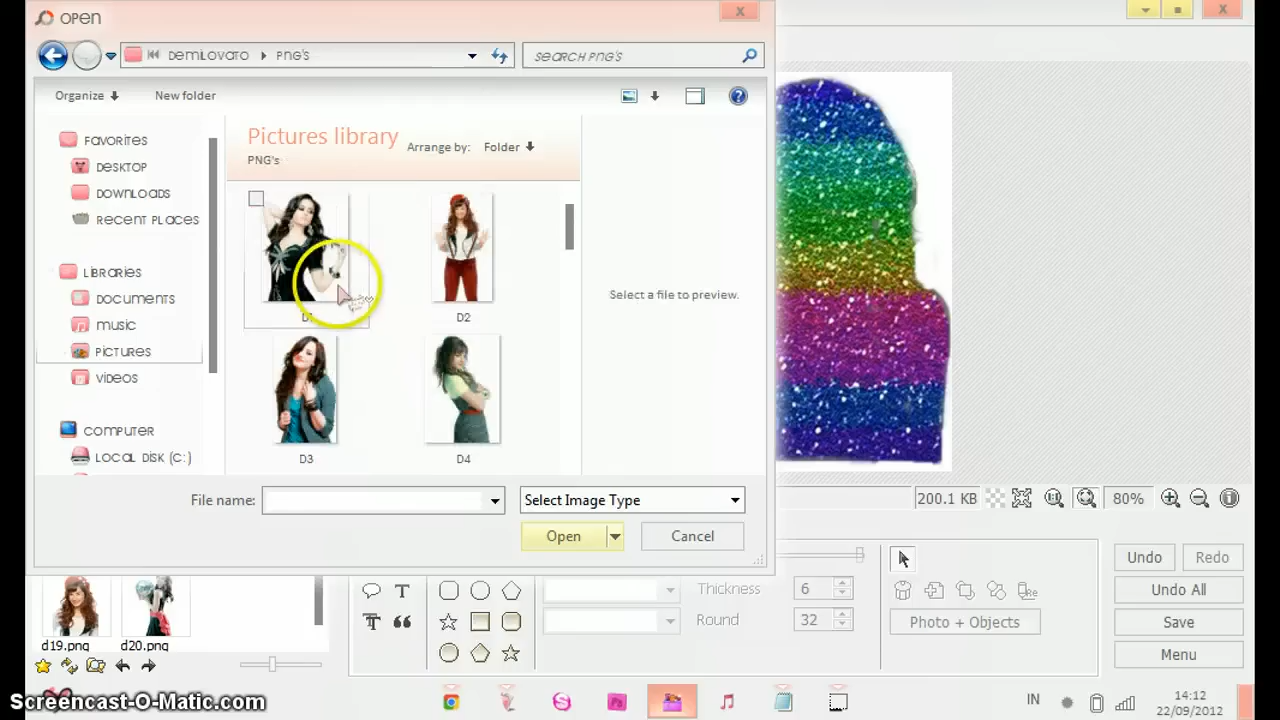 OPEN
DEMILOVATO
PNG'S
SEARCH PNG'S
Organize
New folder
FAVORITES
DESKTOP
DOWNLOADS
RECENT PLACES
LIBRARIES
DOCUMENTS
MUSIC
PICTURES
VIDEOS
COMPUTER
LOCAL DISK (C:)
Pictures library
PNG'S
Arrange by:
Folder
D2
D3
D4
Select a file to preview.
File name:
Select Image Type
Open
Cancel
200.1 KB
80%
d19.png
d20.png
Thickness
6
Round
32
Photo + Objects
Undo
Redo
Undo All
Save
Menu
Screencast-O-Matic.com
IN
14:12
22/09/2012